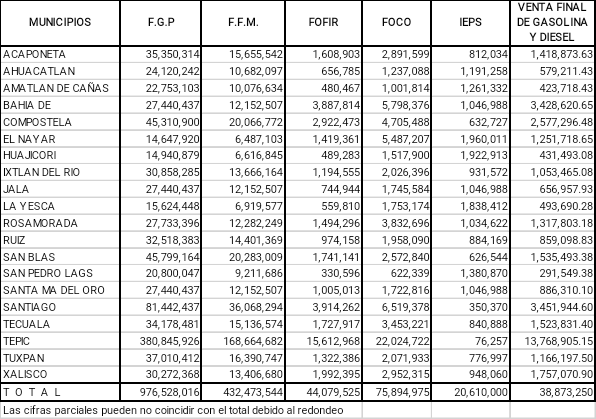 MUNICIPIOS F.G.P F.F.M. FOFIR FOCO IEPS VENTA FINAL DE GASOLINA Y DIESEL
ACAPONETA 35,350,314 15,655,542 1,608,903 2,891,599 812,034 1,418,873.63
AHUACATLAN 24,120,242 10,682,097 656,785 1,237,088 1,191,258 579,211.43
AMATLAN DE CAÑAS 22,753,103 10,076,634 480,467 1,001,814 1,261,332 423,718.43
BAHIA DE 27,440,437 12,152,507 3,887,814 5,798,376 1,046,988 3,428,620.65
COMPOSTELA 45,310,900 20,066,772 2,922,473 4,705,488 632,727 2,577,296.48
EL NAYAR 14,647,920 6,487,103 1,419,361 5,487,207 1,960,011 1,251,718.65
HUAJICORI 14,940,879 6,616,845 489,283 1,517,900 1,922,913 431,493.08
IXTLAN DEL RIO 30,858,285 13,666,164 1,194,555 2,026,396 931,572 1,053,465.08
JALA 27,440,437 12,152,507 744,944 1,745,584 1,046,988 656,957.93
LA YESCA 15,624,448 6,919,577 559,810 1,753,174 1,838,412 493,690.28
ROSAMORADA 27,733,396 12,282,249 1,494,296 3,832,696 1,034,622 1,317,803.18
RUIZ 32,518,383 14,401,369 974,158 1,958,090 884,169 859,098.83
SAN BLAS 45,799,164 20,283,009 1,741,141 2,572,840 626,544 1,535,493.38
SAN PEDRO LAGS 20,800,047 9,211,686 330,596 622,339 1,380,870 291,549.38
SANTA MA DEL ORO 27,440,437 12,152,507 1,005,013 1,722,816 1,046,988 886,310.10
SANTIAGO 81,442,437 36,068,294 3,914,262 6,519,378 350,370 3,451,944.60
TECUALA 34,178,481 15,136,574 1,727,917 3,453,221 840,888 1,523,831.40
TEPIC 380,845,926 168,664,682 15,612,968 22,024,722 76,257 13,768,905.15
TUXPAN 37,010,412 16,390,747 1,322,386 2,071,933 776,997 1,166,197.50
XALISCO 30,272,368 13,406,680 1,992,395 2,952,315 948,060 1,757,070.90
T O T A L 976,528,016 432,473,544 44,079,525 75,894,975 20,610,000 38,873,250
Las cifras parciales pueden no coincidir con el total debido al redondeo